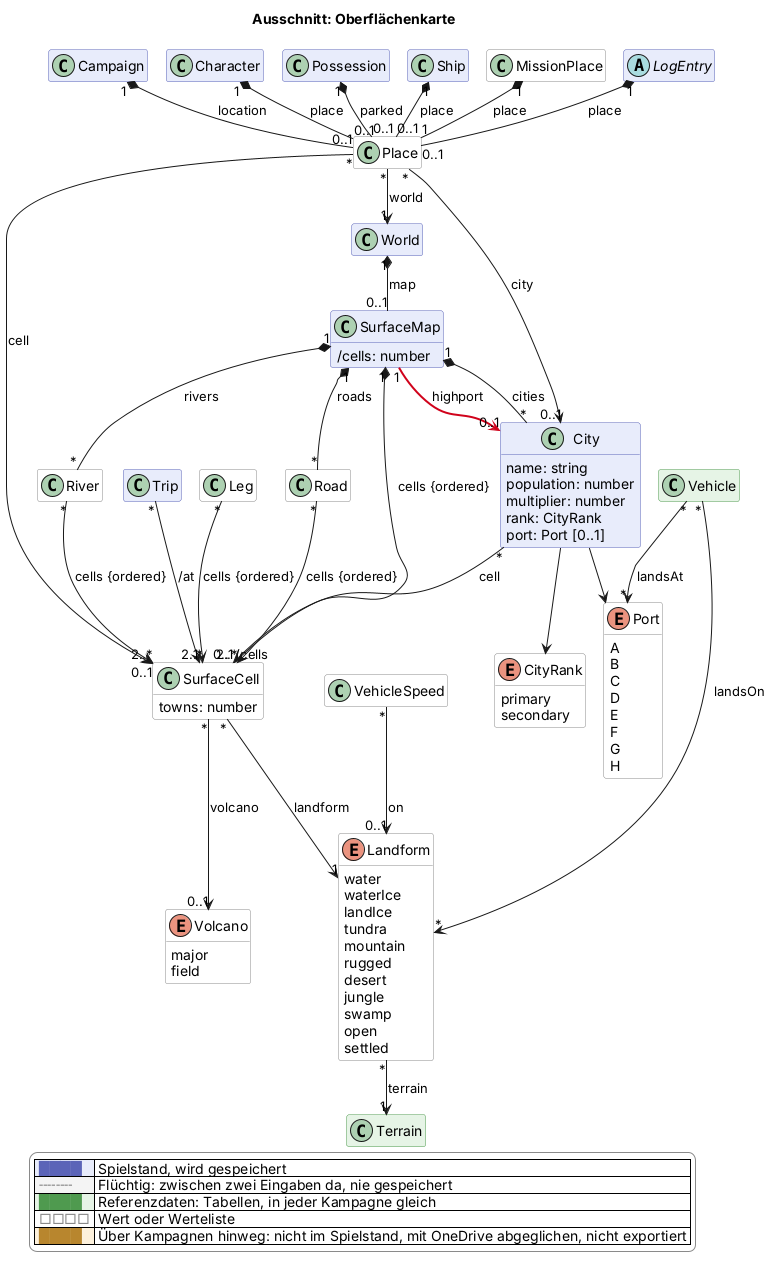 Ausschnitt: Oberflächenkarte
C Campaign
C Character
C Possession
C Ship
C MissionPlace
A LogEntry
1 1 1 1 1 1
location
place
parked
place
place
place
0..1 0..1 0..1 0..1 1 0..1
C Place
* * *
world
1
C World
city
1
map
0..1
cell
C SurfaceMap
/cells: number
1 1 1 1 1
rivers
roads
highport
cities
cells {ordered}
0..1 * 0..1
C City
name: string
population: number
multiplier: number
rank: CityRank
port: Port [0..1]
* *
C River
C Trip
C Leg
C Road
C Vehicle
* * * * * * *
cells {ordered}
/at
cells {ordered}
cells {ordered}
cell
landsAt
*
0..1
/cells
C SurfaceCell
towns: number
C VehicleSpeed
E CityRank
primary
secondary
E Port
A
B
C
D
E
F
G
H
landsOn
* * *
volcano
landform
on
0..1 1 0..1 *
E Volcano
major
field
E Landform
water
waterIce
landIce
tundra
mountain
rugged
desert
jungle
swamp
open
settled
*
terrain
1
C Terrain
Spielstand, wird gespeichert
Flüchtig: zwischen zwei Eingaben da, nie gespeichert
Referenzdaten: Tabellen, in jeder Kampagne gleich
Wert oder Werteliste
Über Kampagnen hinweg: nicht im Spielstand, mit OneDrive abgeglichen, nicht exportiert